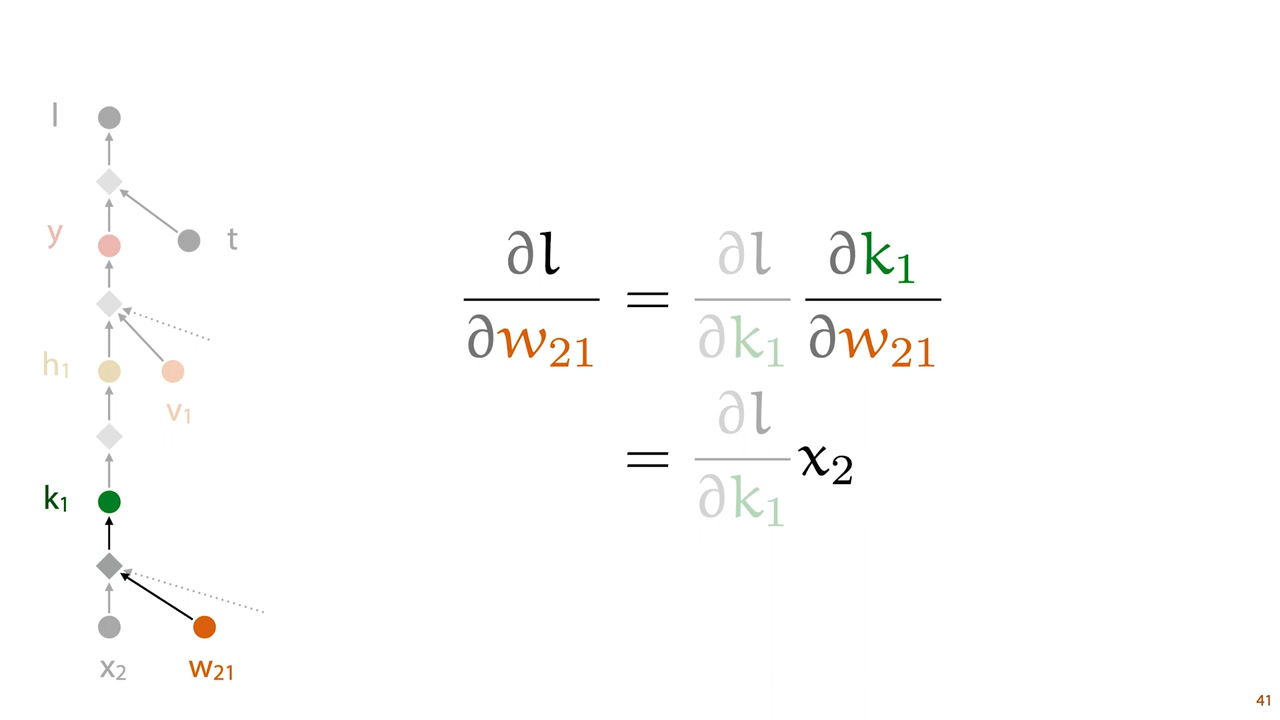 l
y
t
h₁
v₁
k₁
x₂
w₂₁
∂l/∂w₂₁ = ∂l/∂k₁ ∂k₁/∂w₂₁
= ∂l/∂k₁ x₂
41